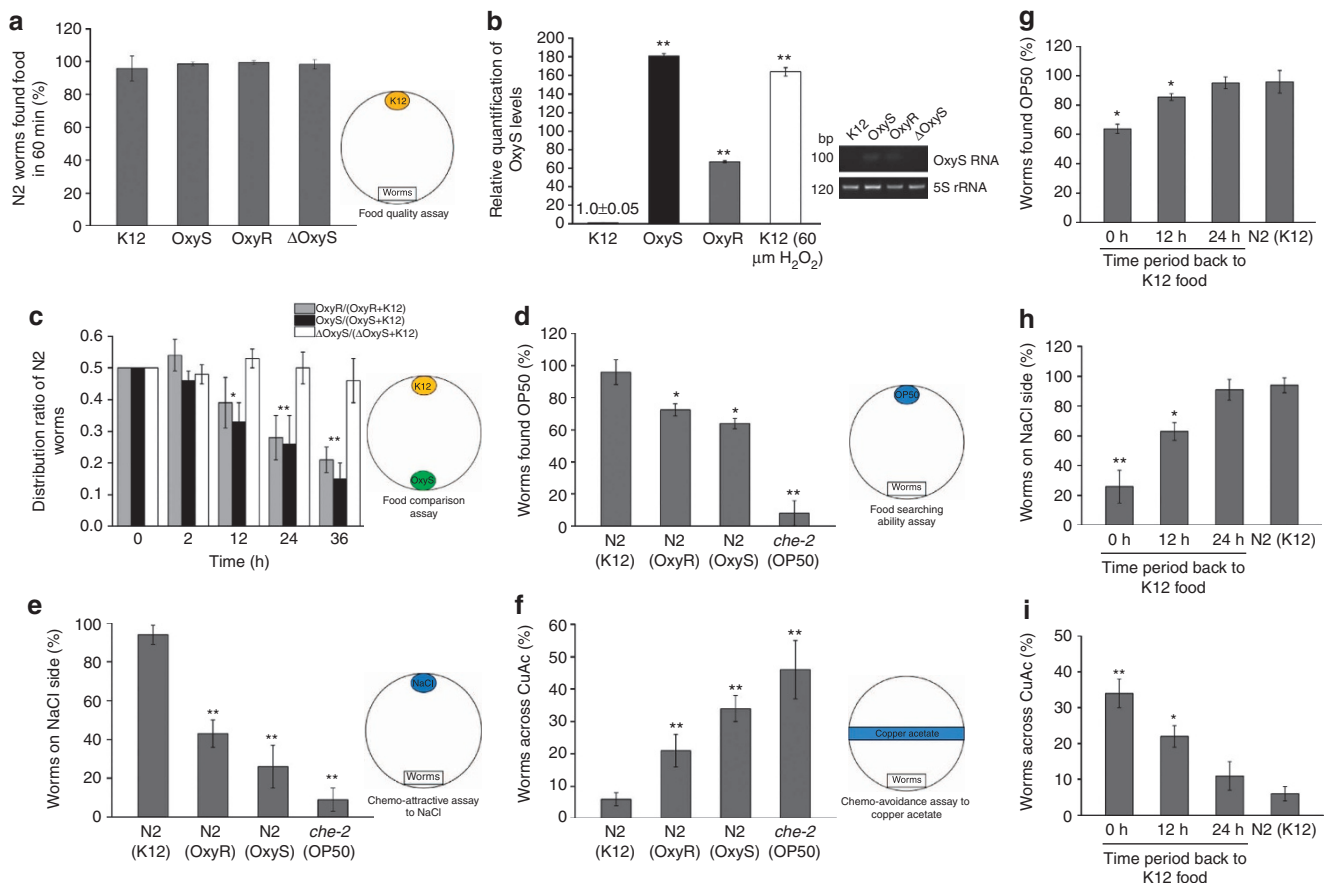 a
N2 worms found food
in 60 min (%)
120
100
80
60
40
20
0
K12 OxyS OxyR ΔOxyS
K12
Worms
Food quality assay
b
Relative quantification of
OxyS levels
200
180
160
140
120
100
80
60
40
20
0
1.0±0.05
**
**
**
K12 OxyS OxyR K12 (60
μm H2O2)
K12 OxyS OxyR ΔOxyS
bp
100
OxyS RNA
120
5S rRNA
g
Worms found OP50 (%)
120
100
80
60
40
20
0
*
*
0 h 12 h 24 h N2 (K12)
Time period back to
K12 food
c
Distribution ratio of N2
worms
OxyR/(OxyR+K12)
OxyS/(OxyS+K12)
ΔOxyS/(ΔOxyS+K12)
0.6
0.5
0.4
0.3
0.2
0.1
0.0
*
**
**
0 2 12 24 36
Time (h)
K12
OxyS
Food comparison
assay
d
Worms found OP50 (%)
120
100
80
60
40
20
0
*
*
**
N2 N2 N2 che-2
(K12) (OxyR) (OxyS) (OP50)
OP50
Worms
Food searching
ability assay
h
Worms on NaCl side (%)
120
100
80
60
40
20
0
**
*
0 h 12 h 24 h N2 (K12)
Time period back to
K12 food
e
Worms on NaCl side (%)
100
80
60
40
20
0
**
**
**
N2 N2 N2 che-2
(K12) (OxyR) (OxyS) (OP50)
NaCl
Worms
Chemo-attractive assay
to NaCl
f
Worms across CuAc (%)
60
50
40
30
20
10
0
**
**
**
N2 N2 N2 che-2
(K12) (OxyR) (OxyS) (OP50)
Copper acetate
Worms
Chemo-avoidance assay to
copper acetate
i
Worms across CuAc (%)
50
40
30
20
10
0
**
*
0 h 12 h 24 h N2 (K12)
Time period back to
K12 food